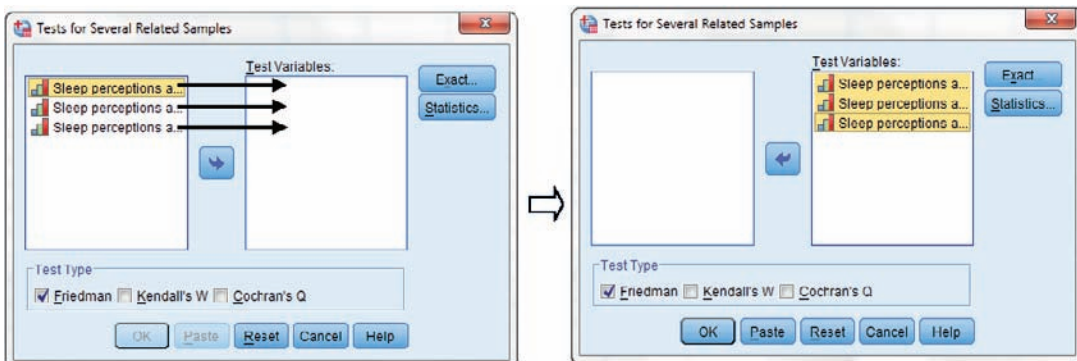 Tests for Several Related Samples
Test Variables:
Sleep perceptions a...
Sleep perceptions a...
Sleep perceptions a...
Exact...
Statistics...
Test Type
Friedman Kendall's W Cochran's Q
OK Paste Reset Cancel Help
Tests for Several Related Samples
Test Variables:
Sleep perceptions a...
Sleep perceptions a...
Sleep perceptions a...
Exact...
Statistics...
Test Type
Friedman Kendall's W Cochran's Q
OK Paste Reset Cancel Help